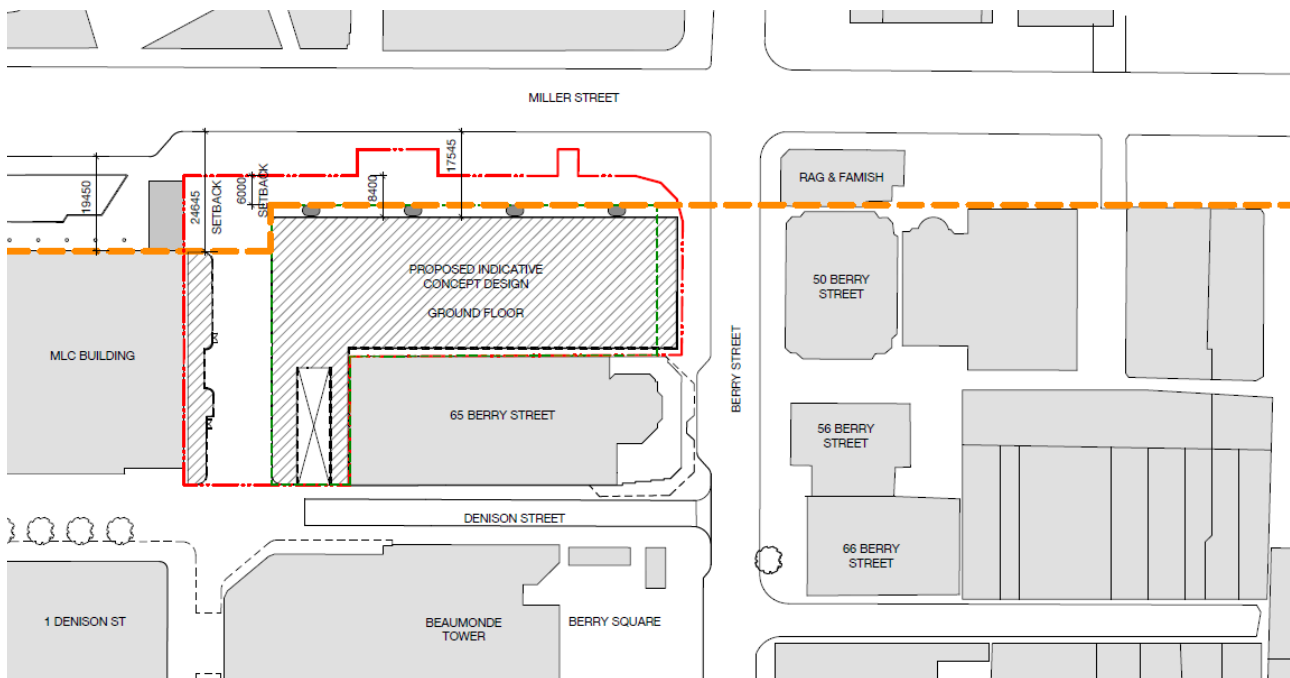 MILLER STREET
19450
24645
SETBACK
6000
SETBACK
8400
17545
RAG & FAMISH
PROPOSED INDICATIVE
CONCEPT DESIGN
GROUND FLOOR
50 BERRY
STREET
MLC BUILDING
BERRY STREET
65 BERRY STREET
56 BERRY
STREET
DENISON STREET
66 BERRY
STREET
1 DENISON ST
BEAUMONDE
TOWER
BERRY SQUARE